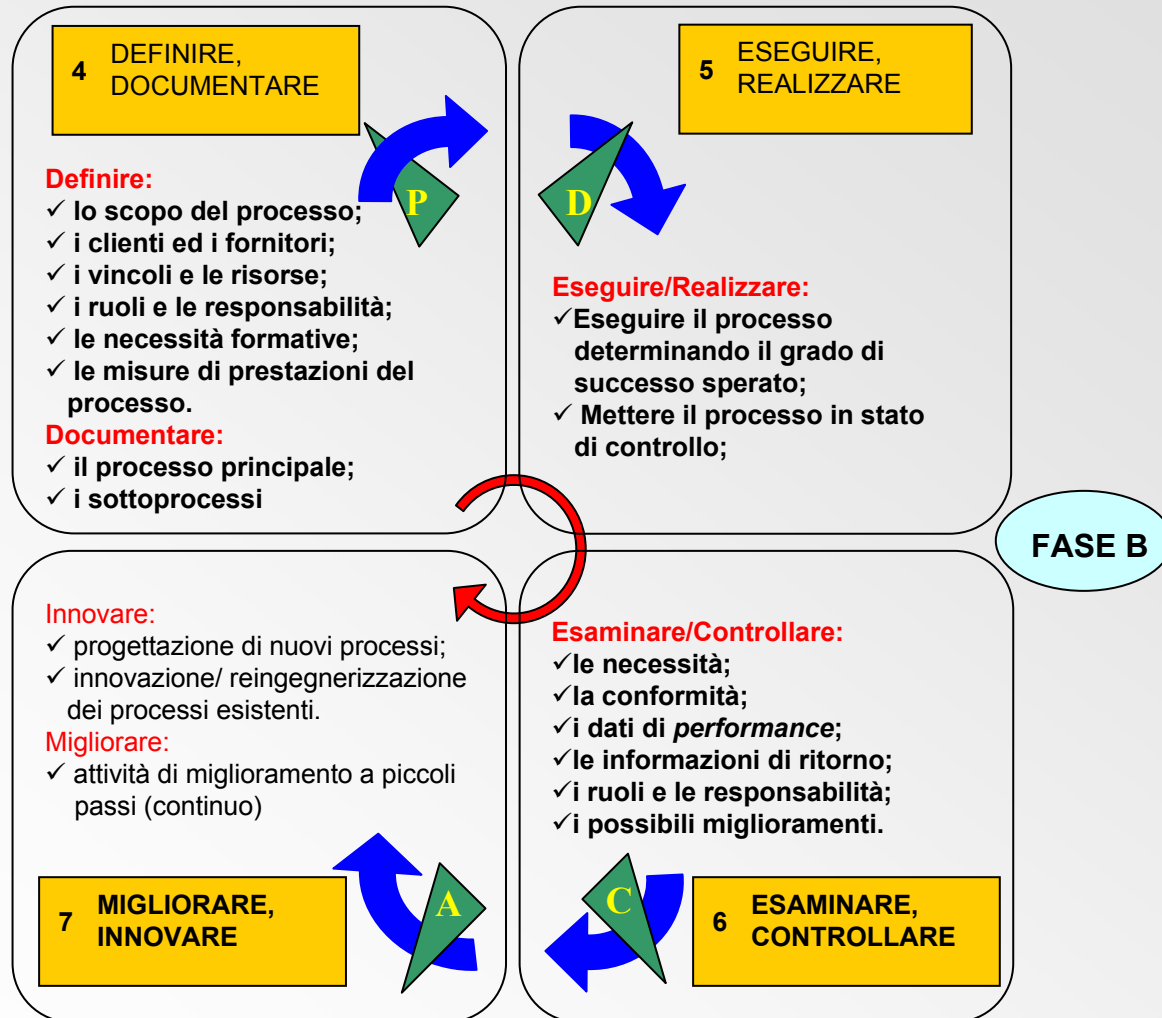 4 DEFINIRE,
DOCUMENTARE
P
Definire:
✓ lo scopo del processo;
✓ i clienti ed i fornitori;
✓ i vincoli e le risorse;
✓ i ruoli e le responsabilità;
✓ le necessità formative;
✓ le misure di prestazioni del
processo.
Documentare:
✓ il processo principale;
✓ i sottoprocessi
5 ESEGUIRE,
REALIZZARE
D
Eseguire/Realizzare:
✓Eseguire il processo
determinando il grado di
successo sperato;
✓ Mettere il processo in stato
di controllo;
FASE B
Innovare:
✓ progettazione di nuovi processi;
✓ innovazione/ reingegnerizzazione
dei processi esistenti.
Migliorare:
✓ attività di miglioramento a piccoli
passi (continuo)
A
7 MIGLIORARE,
INNOVARE
Esaminare/Controllare:
✓le necessità;
✓la conformità;
✓i dati di performance;
✓le informazioni di ritorno;
✓i ruoli e le responsabilità;
✓i possibili miglioramenti.
C
6 ESAMINARE,
CONTROLLARE